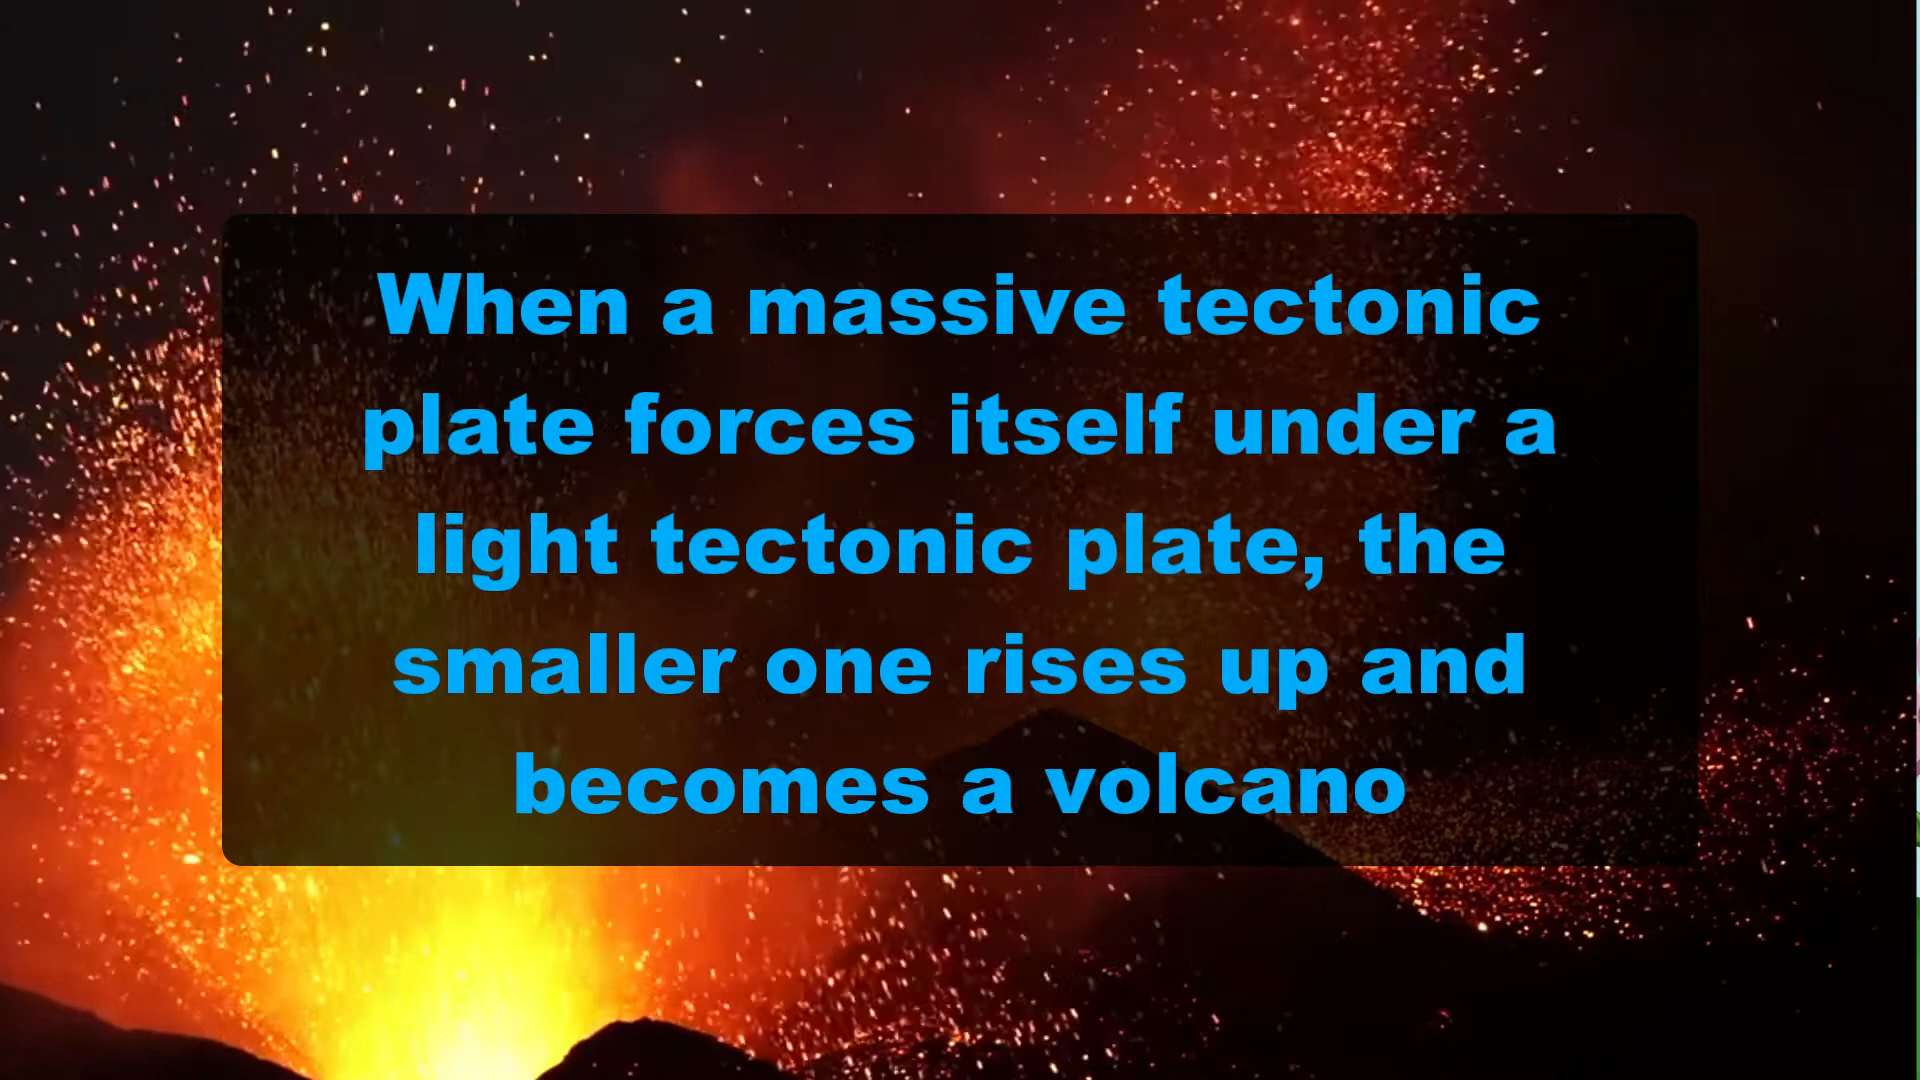 When a massive tectonic
plate forces itself under a
light tectonic plate, the
smaller one rises up and
becomes a volcano